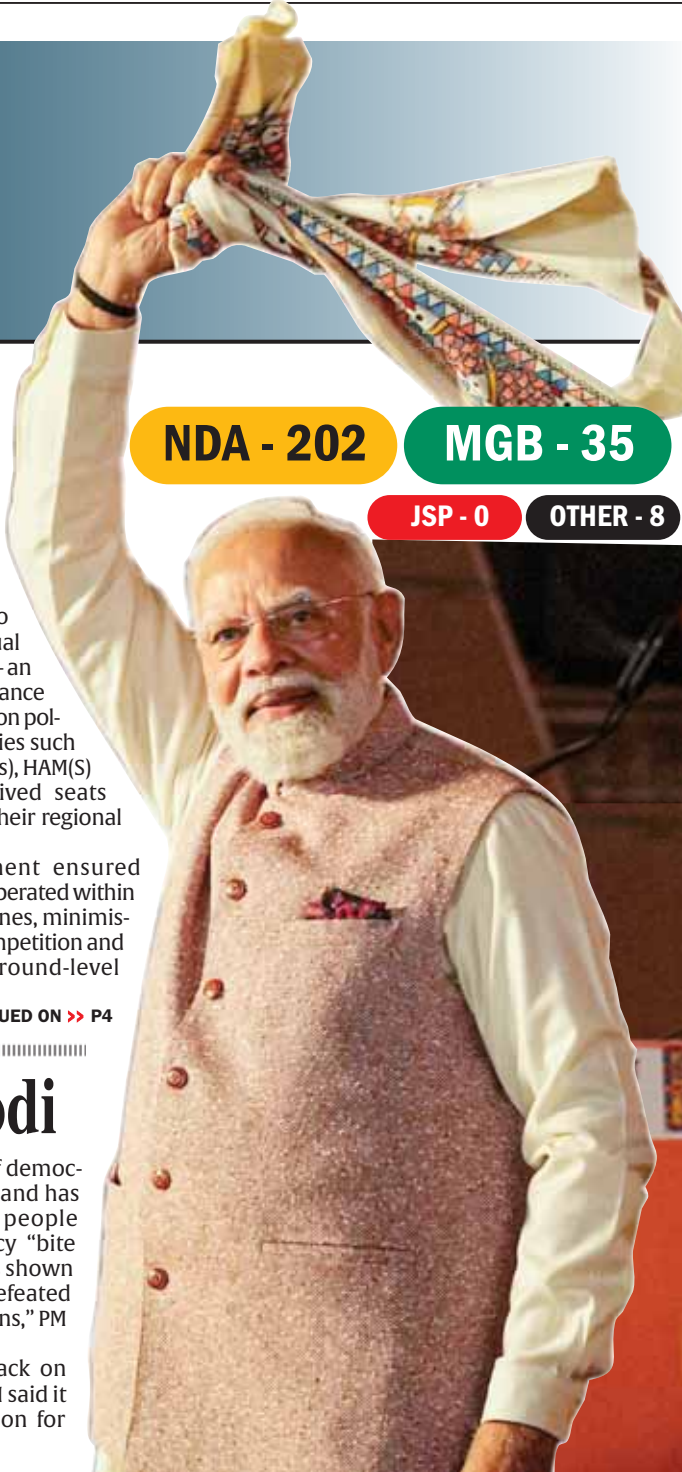 NDA - 202
MGB - 35
JSP - 0
OTHER - 8
an
ance
on pol-
ies such
s), HAM(S)
ived seats
heir regional
ent ensured
perated within
nes, minimis-
mpetition and
round-level
UED ON >> P4
odi
f democ-
and has
people
cy “bite
shown
efeated
ns,” PM
ack on
I said it
on for